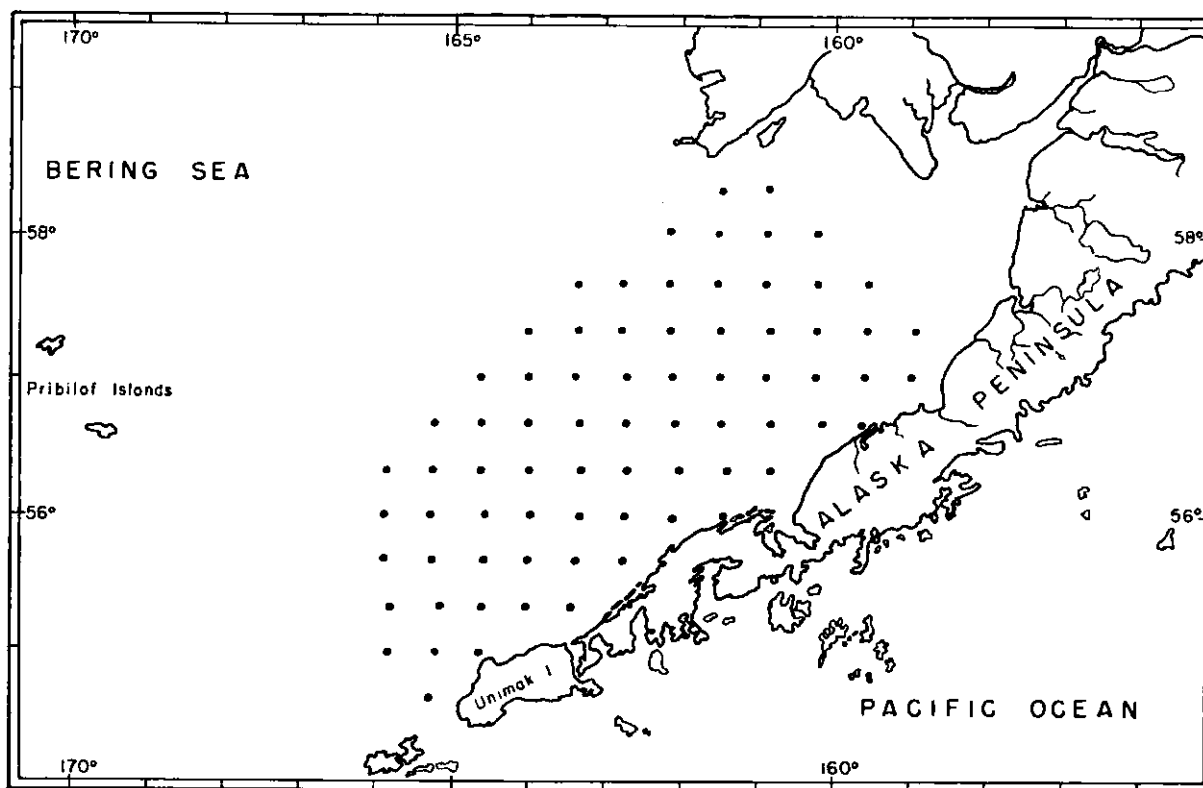 170° 165° 160°
BERING SEA
58° 58°
Pribilof Islands
ALASKA PENINSULA
56° 56°
Unimak I
PACIFIC OCEAN
170° 160°